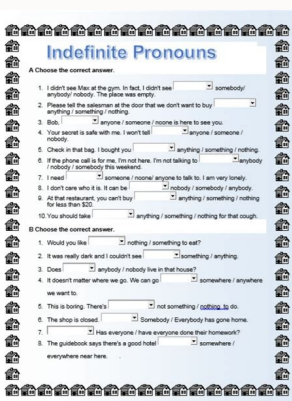 Indefinite Pronouns
A Choose the correct answer.
1. I didn't see Max at the gym. In fact, I didn't see somebody/
anybody/ nobody. The place was empty.
2. Please tell the salesman at the door that we don't want to buy
anything / something / nothing.
3. Bob, anyone / someone / noone is here to see you.
4. Your secret is safe with me. I won't tell anyone / someone /
nobody.
5. Check in that bag. I bought you anything / something / nothing.
6. If the phone call is for me, I'm not here. I'm not talking to anybody
/ nobody / somebody this weekend.
7. I need someone / noone/ anyone to talk to. I am very lonely.
8. I don't care who it is. It can be nobody / somebody / anybody.
9. At that restaurant, you can't buy anything / something / nothing
for less than $20.
10. You should take anything / something / nothing for that cough.
B Choose the correct answer.
1. Would you like nothing / something to eat?
2. It was really dark and I couldn't see something / anything.
3. Does anybody / nobody live in that house?
4. It doesn't matter where we go. We can go somewhere / anywhere
we want to.
5. This is boring. There's not something / nothing to do.
6. The shop is closed. Somebody / Everybody has gone home.
7. Has everyone / have everyone done their homework?
8. The guidebook says there's a good hotel somewhere /
everywhere near here.